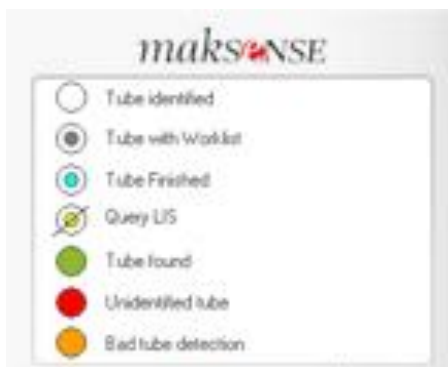 maksense
Tube identified
Tube with Worklist
Tube Finished
Query LIS
Tube found
Unidentified tube
Bad tube detection